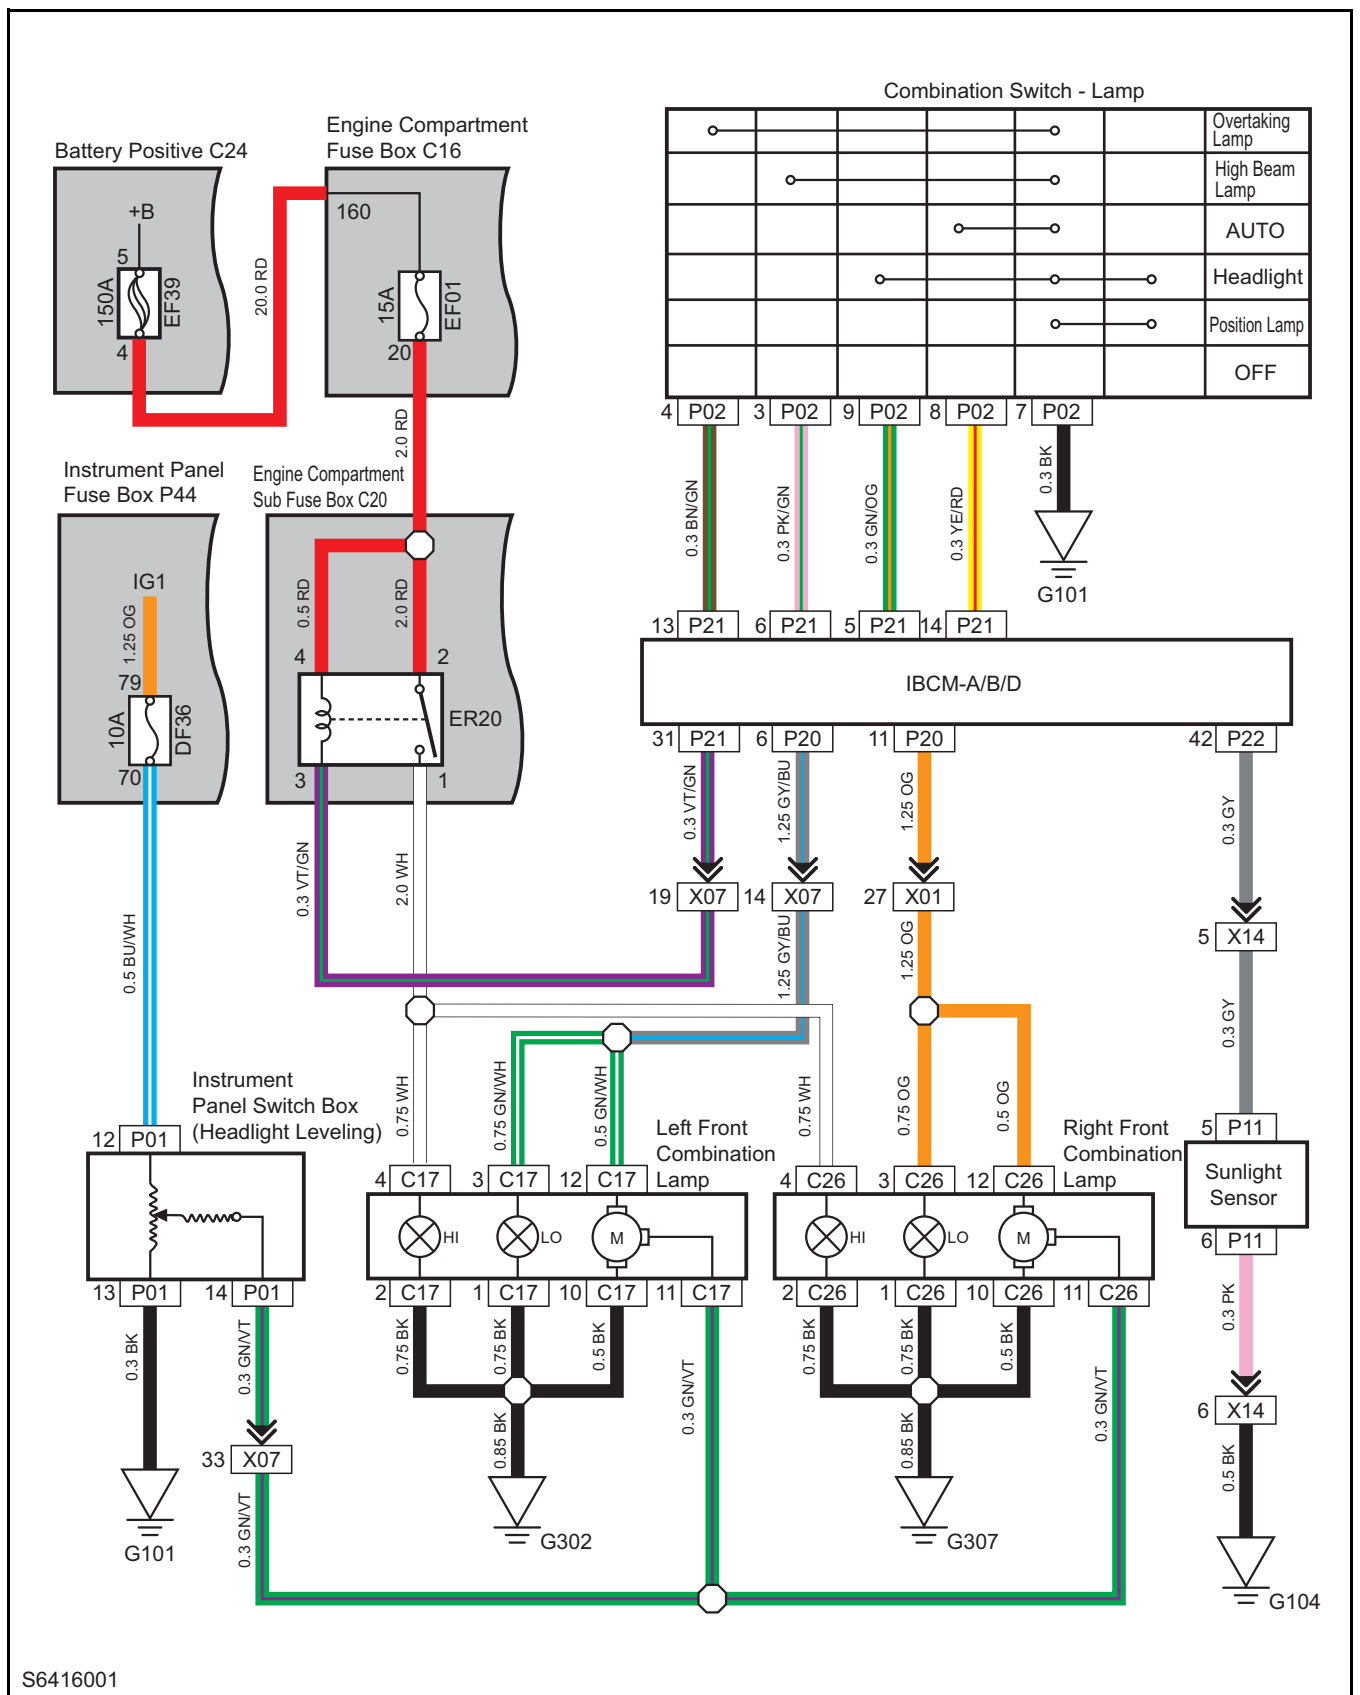 Combination Switch - Lamp
Engine Compartment
Fuse Box C16
Battery Positive C24
Overtaking
Lamp
High Beam
Lamp
AUTO
Headlight
Position Lamp
OFF
+B
5
150A
EF39
4
20.0 RD
160
15A
EF01
20
2.0 RD
4 P02
3 P02
9 P02
8 P02
7 P02
0.3 BN/GN
0.3 PK/GN
0.3 GN/OG
0.3 YE/RD
0.3 BK
G101
Instrument Panel
Fuse Box P44
Engine Compartment
Sub Fuse Box C20
IG1
1.25 OG
79
10A
DF36
70
0.5 RD
2.0 RD
4
2
ER20
3
1
13 P21
6 P21
5 P21
14 P21
IBCM-A/B/D
31 P21
6 P20
11 P20
42 P22
0.3 VT/GN
1.25 GY/BU
1.25 OG
0.3 GY
0.5 BU/WH
0.3 VT/GN
2.0 WH
19 X07
14 X07
27 X01
5 X14
1.25 GY/BU
1.25 OG
0.3 GY
0.75 WH
0.75 GN/WH
0.5 GN/WH
0.75 WH
0.75 OG
0.5 OG
Instrument
Panel Switch Box
(Headlight Leveling)
Left Front
Combination
Lamp
Right Front
Combination
Lamp
12 P01
4 C17
3 C17
12 C17
4 C26
3 C26
12 C26
5 P11
Sunlight
Sensor
HI
LO
M
HI
LO
M
6 P11
13 P01
14 P01
2 C17
1 C17
10 C17
11 C17
2 C26
1 C26
10 C26
11 C26
0.3 BK
0.3 GN/VT
0.75 BK
0.75 BK
0.5 BK
0.3 GN/VT
0.75 BK
0.75 BK
0.5 BK
0.3 GN/VT
0.3 PK
33 X07
0.85 BK
0.85 BK
6 X14
0.5 BK
0.3 GN/VT
G101
G302
G307
G104
S6416001